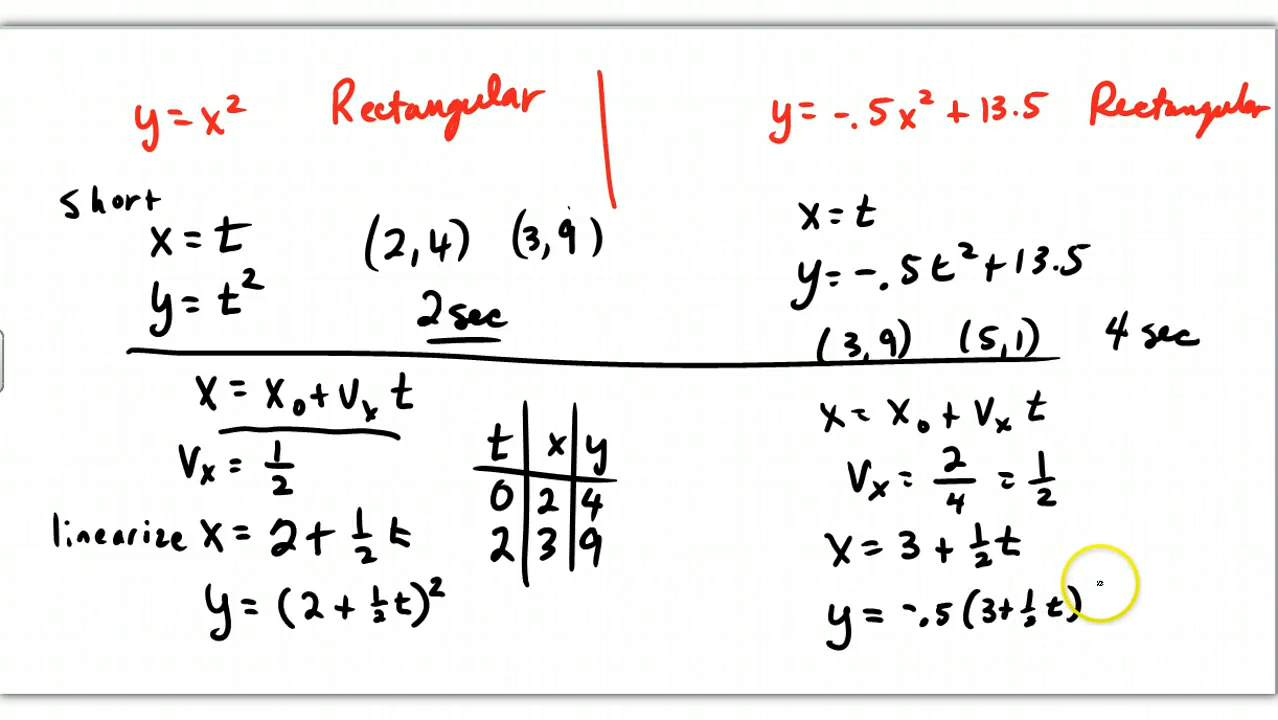 y = x² Rectangular
short
x = t (2,4) (3,9)
y = t²
2 sec
x = x₀ + vₓ t
vₓ = 1/2
t x y
0 2 4
2 3 9
linearize x = 2 + 1/2 t
y = (2 + 1/2 t)²
y = -.5x² + 13.5 Rectangular
x = t
y = -.5t² + 13.5
(3,9) (5,1) 4 sec
x = x₀ + vₓ t
vₓ = 2/4 = 1/2
x = 3 + 1/2 t
y = -.5(3 + 1/2 t)